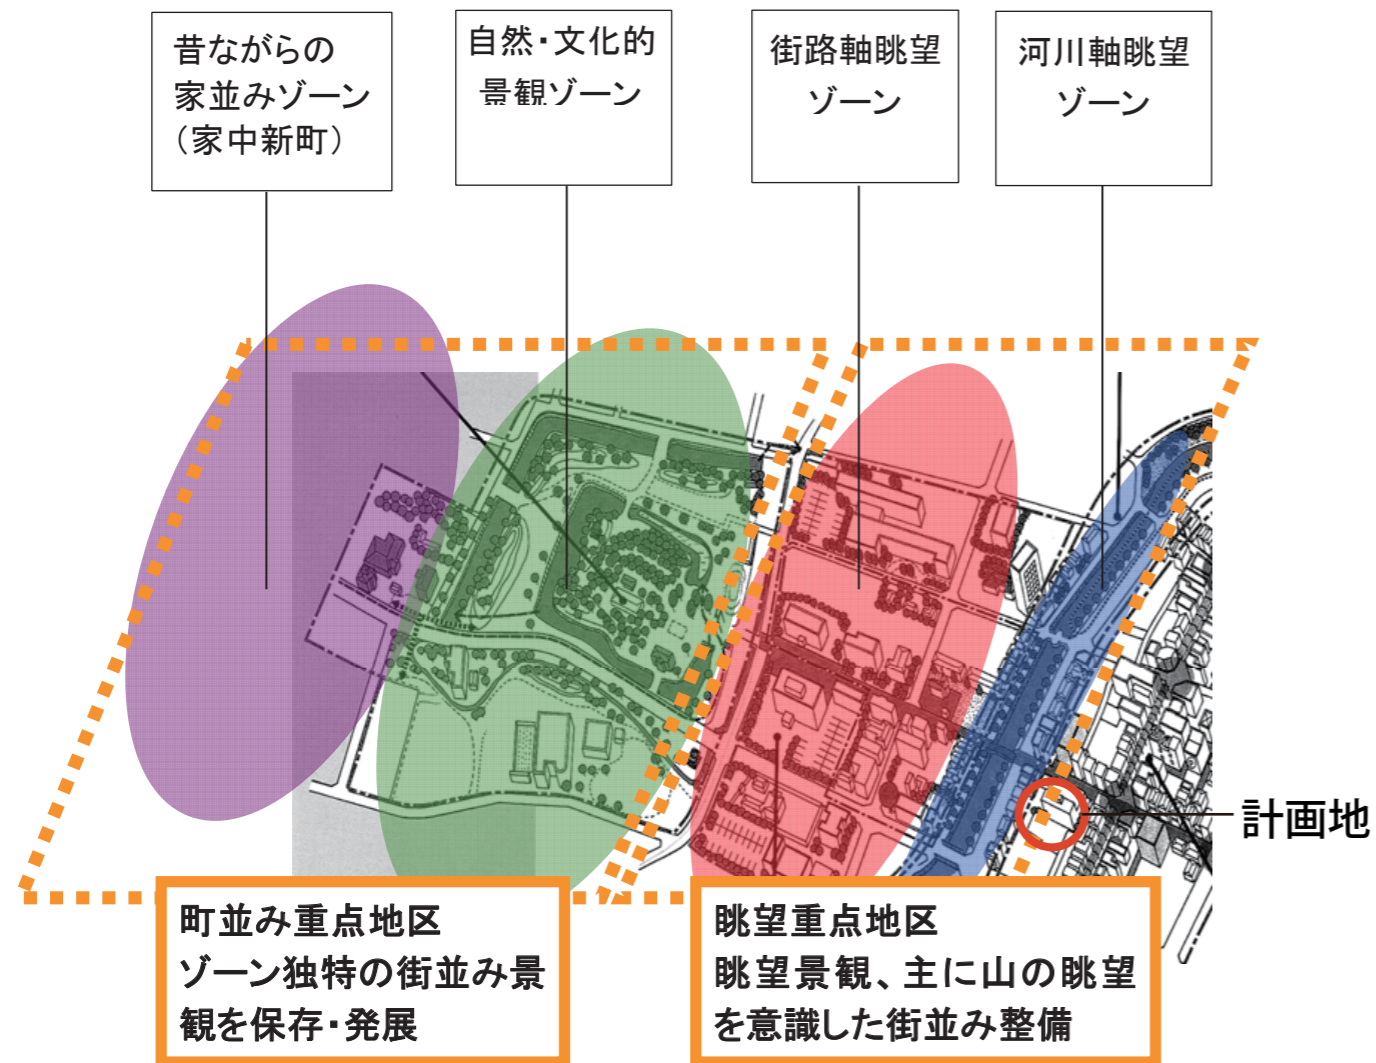 昔ながらの
家並みゾーン
（家中新町）
自然・文化的
景観ゾーン
街路軸眺望
ゾーン
河川軸眺望
ゾーン
計画地
町並み重点地区
ゾーン独特の街並み景
観を保存・発展
眺望重点地区
眺望景観、主に山の眺望
を意識した街並み整備